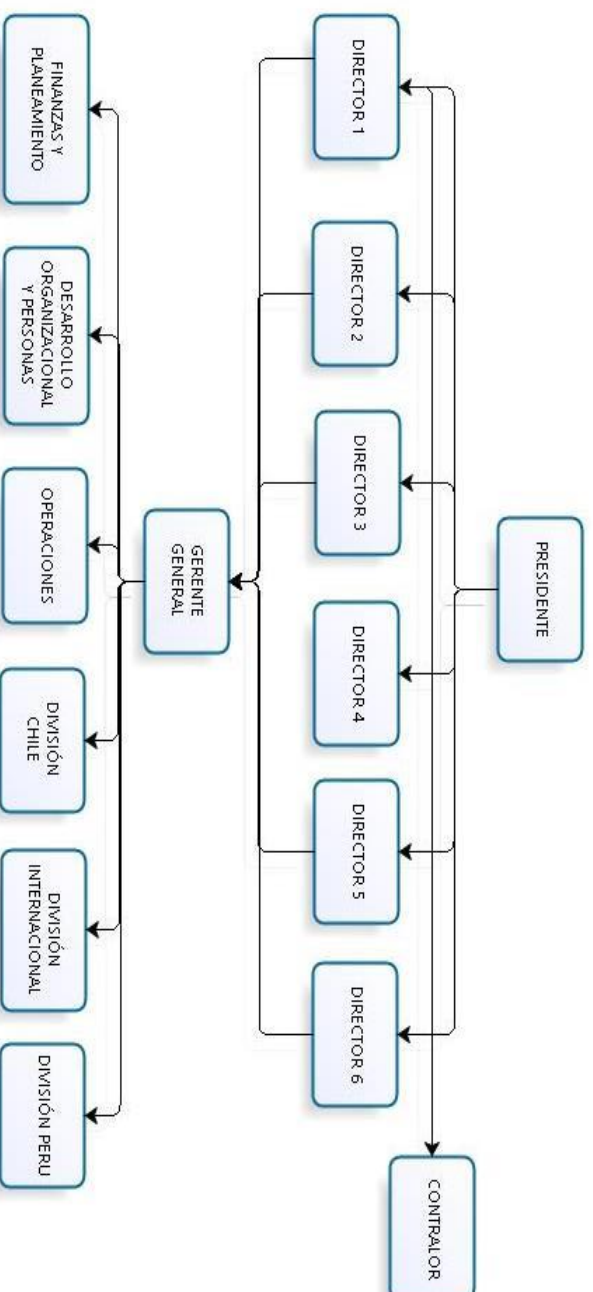 PRESIDENTE
CONTRALOR
DIRECTOR 1
DIRECTOR 2
DIRECTOR 3
DIRECTOR 4
DIRECTOR 5
DIRECTOR 6
GERENTE
GENERAL
FINANZAS Y
PLANEAMIENTO
DESARROLLO
ORGANIZACIONAL
Y PERSONAS
OPERACIONES
DIVISIÓN
CHILE
DIVISIÓN
INTERNACIONAL
DIVISIÓN PERU